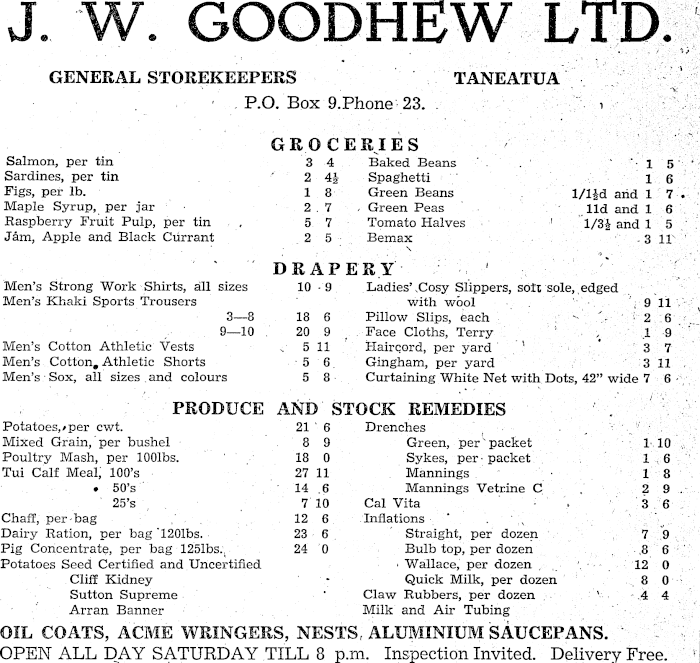 J. W. GOODHEW LTD.
GENERAL STOREKEEPERS TANEATUA
P.O. Box 9. Phone 23.
GROCERIES
Salmon, per tin 3 4
Sardines, per tin 2 4½
Figs, per lb. 1 8
Maple Syrup, per jar 2 7
Raspberry Fruit Pulp, per tin 5 7
Jam, Apple and Black Currant 2 5
Baked Beans 1 5
Spaghetti 1 6
Green Beans 1/1½d and 1 7
Green Peas 11d and 1 6
Tomato Halves 1/3½ and 1 5
Bemax 3 11
DRAPERY
Men's Strong Work Shirts, all sizes 10 9
Men's Khaki Sports Trousers
3—8 18 6
9—10 20 9
Men's Cotton Athletic Vests 5 11
Men's Cotton Athletic Shorts 5 6
Men's Sox, all sizes and colours 5 8
Ladies' Cosy Slippers, soft sole, edged
with wool 9 11
Pillow Slips, each 2 6
Face Cloths, Terry 1 9
Haircord, per yard 3 7
Gingham, per yard 3 11
Curtaining White Net with Dots, 42" wide 7 6
PRODUCE AND STOCK REMEDIES
Potatoes, per cwt. 21 6
Mixed Grain, per bushel 8 9
Poultry Mash, per 100lbs. 18 0
Tui Calf Meal, 100's 27 11
50's 14 6
25's 7 10
Chaff, per bag 12 6
Dairy Ration, per bag 120lbs. 23 6
Pig Concentrate, per bag 125lbs. 24 0
Potatoes Seed Certified and Uncertified
Cliff Kidney
Sutton Supreme
Arran Banner
Drenches
Green, per packet 1 10
Sykes, per packet 1 6
Mannings 1 8
Mannings Vetrine C 2 9
Cal Vita 3 6
Inflations
Straight, per dozen 7 9
Bulb top, per dozen 8 6
Wallace, per dozen 12 0
Quick Milk, per dozen 8 0
Claw Rubbers, per dozen 4 4
Milk and Air Tubing
OIL COATS, ACME WRINGERS, NESTS, ALUMINIUM SAUCEPANS.
OPEN ALL DAY SATURDAY TILL 8 p.m. Inspection Invited. Delivery Free.